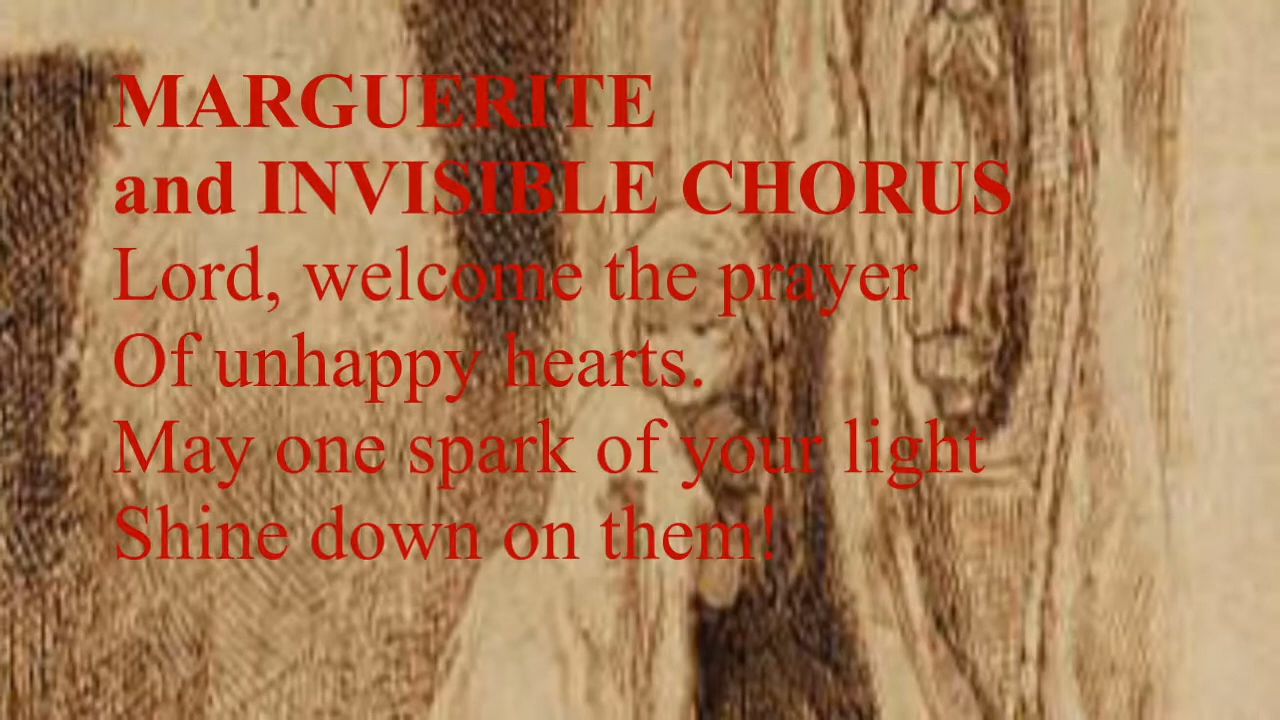 MARGUERITE
and INVISIBLE CHORUS
Lord, welcome the prayer
Of unhappy hearts.
May one spark of your light
Shine down on them!